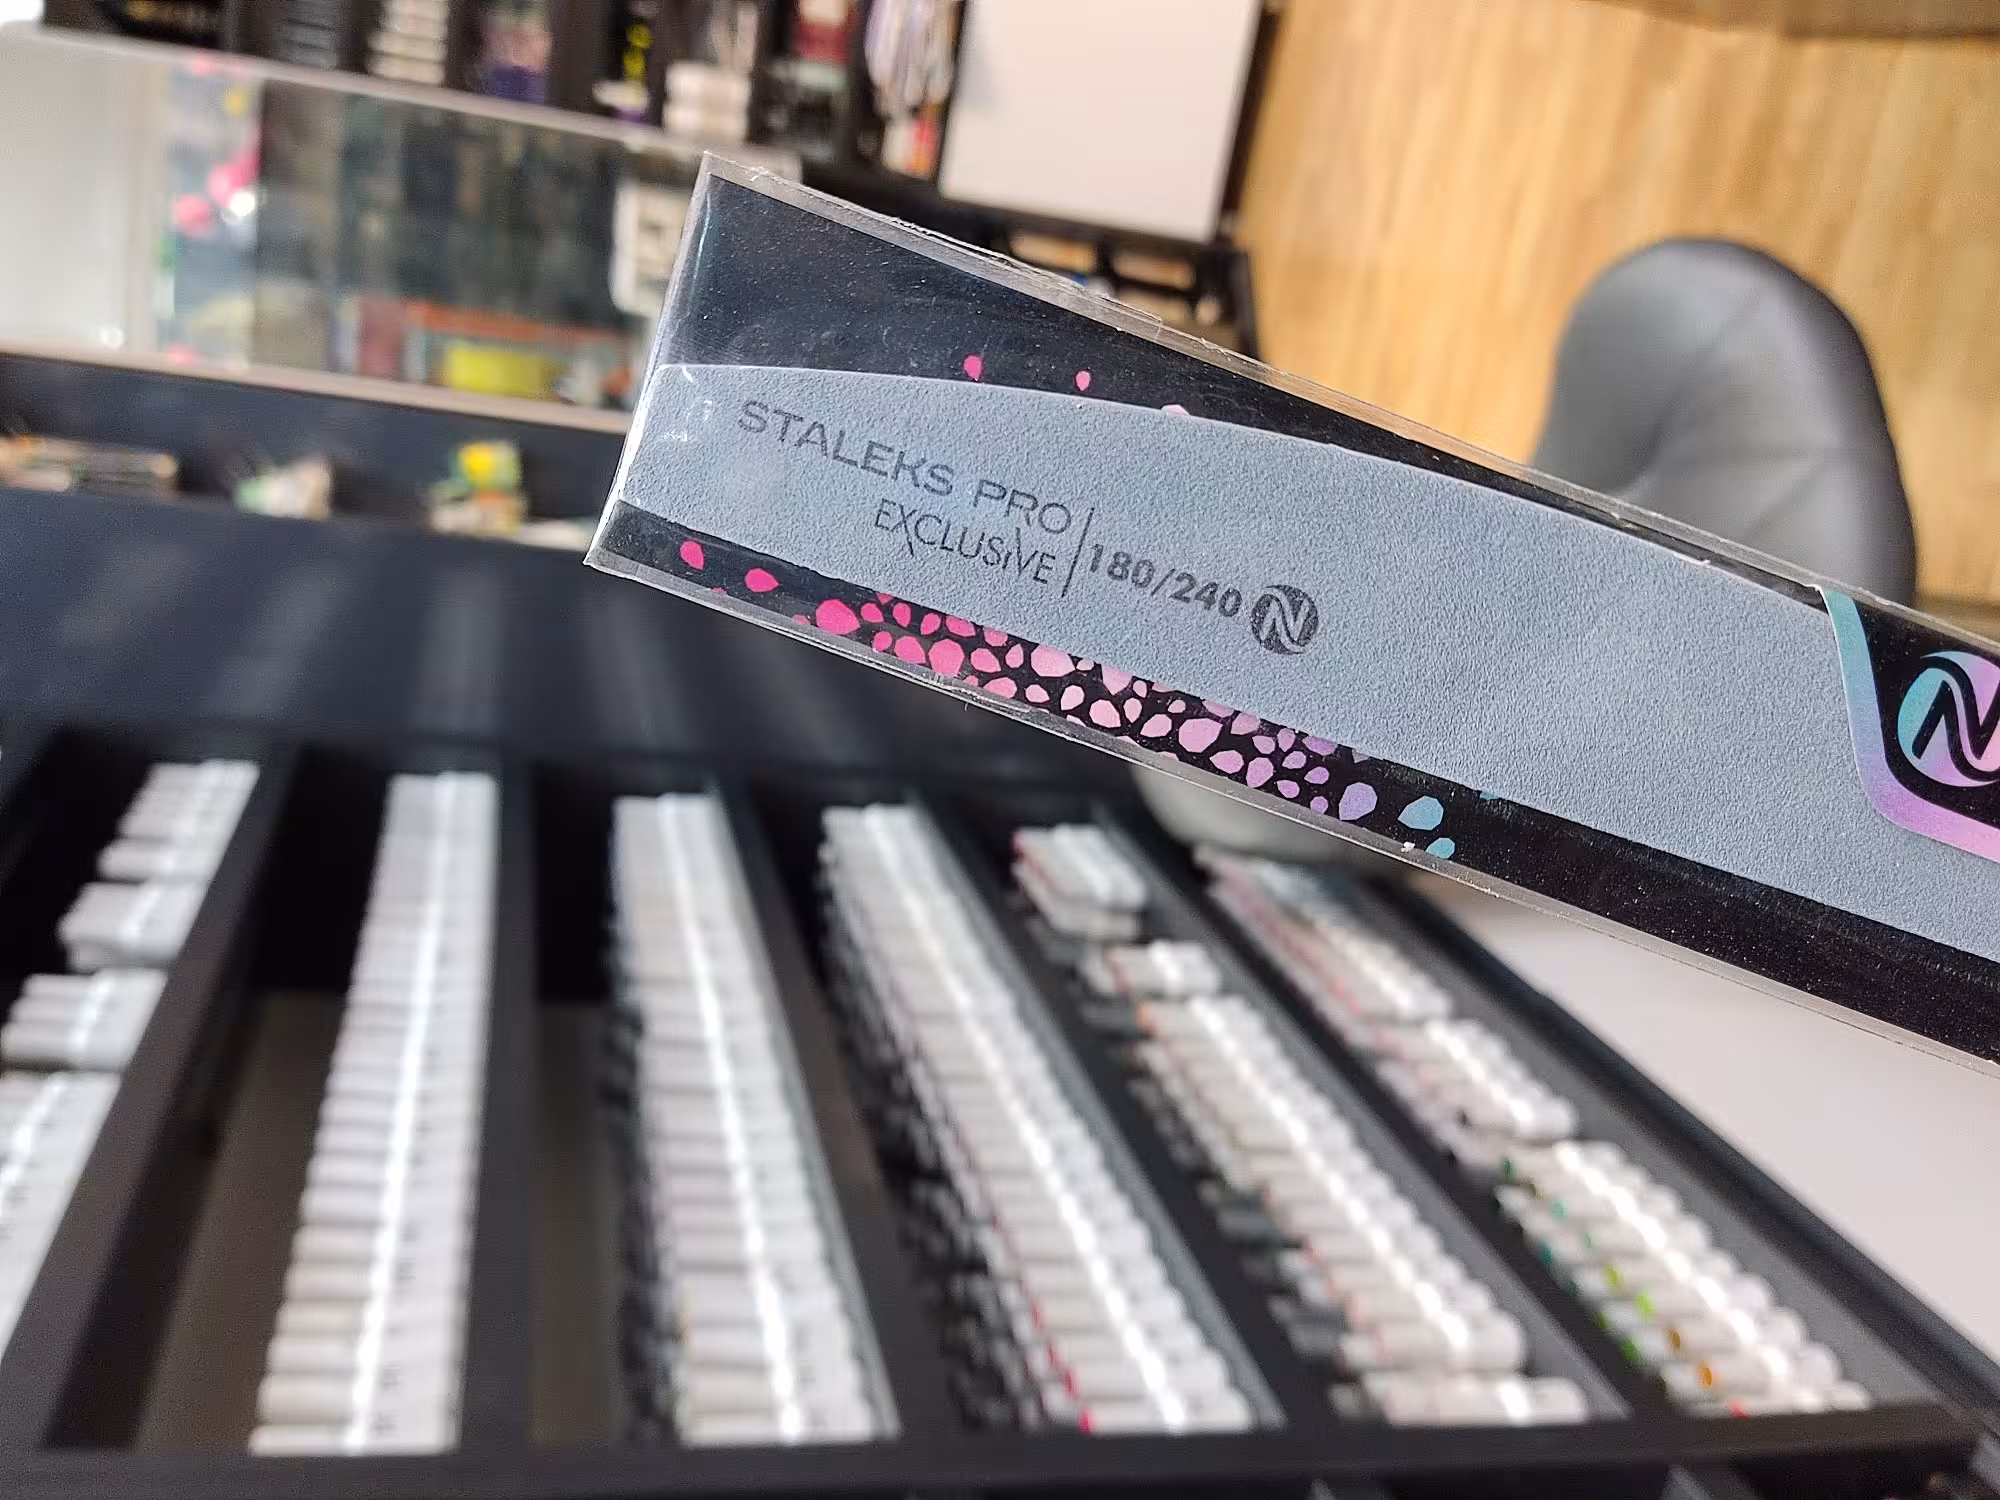 STALEKS PRO
EXCLUSiVE
180/240 N
N